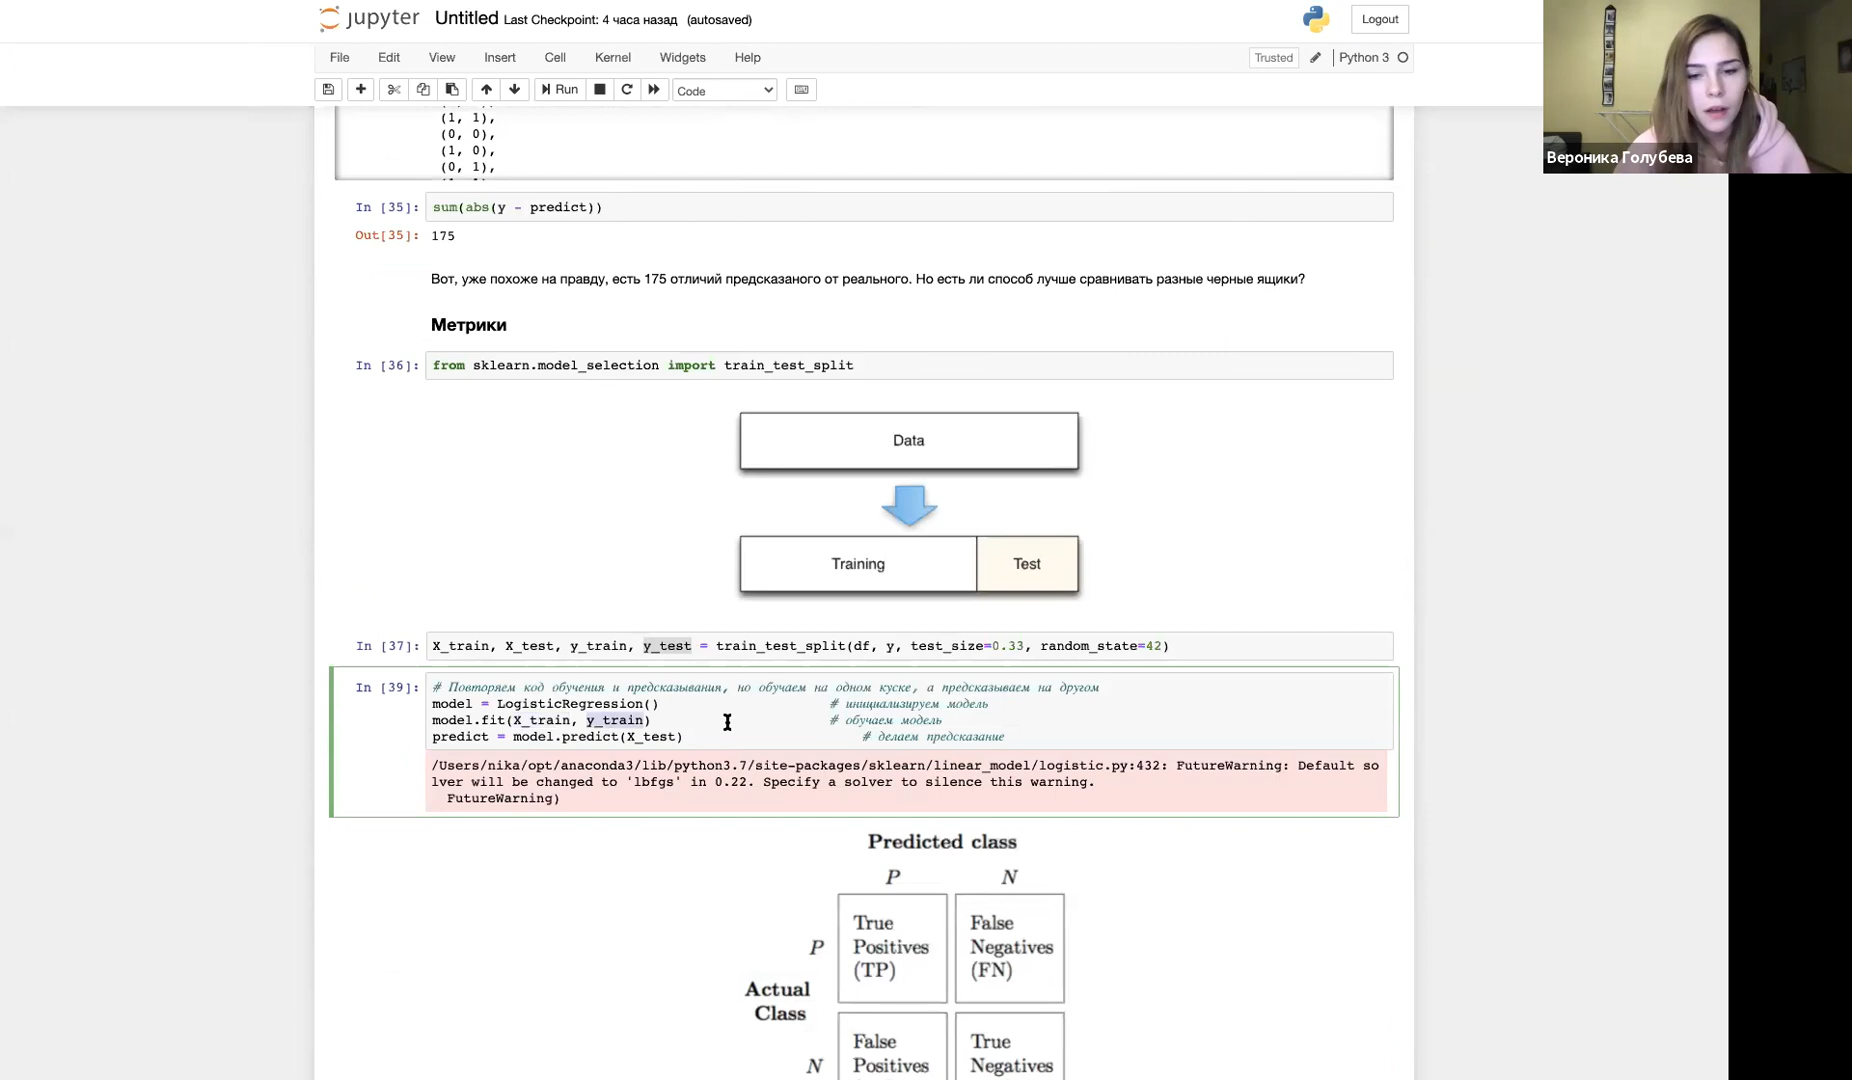 jupyter Untitled Last Checkpoint: 4 часа назад (autosaved) Logout
File Edit View Insert Cell Kernel Widgets Help Trusted Python 3
Run Code
(1, 1),
(0, 0),
(1, 0),
(0, 1),
Вероника Голубева
In [35]: sum(abs(y - predict))
Out[35]: 175
Вот, уже похоже на правду, есть 175 отличий предсказаного от реального. Но есть ли способ лучше сравнивать разные черные ящики?
Метрики
In [36]: from sklearn.model_selection import train_test_split
Data
Training Test
In [37]: X_train, X_test, y_train, y_test = train_test_split(df, y, test_size=0.33, random_state=42)
In [39]: # Повторяем код обучения и предсказывания, но обучаем на одном куске, а предсказываем на другом
model = LogisticRegression() # инициализируем модель
model.fit(X_train, y_train) # обучаем модель
predict = model.predict(X_test) # делаем предсказание
/Users/nika/opt/anaconda3/lib/python3.7/site-packages/sklearn/linear_model/logistic.py:432: FutureWarning: Default so
lver will be changed to 'lbfgs' in 0.22. Specify a solver to silence this warning.
FutureWarning)
Predicted class
P N
True False
P Positives Negatives
(TP) (FN)
Actual
Class
False True
N Positives Negatives